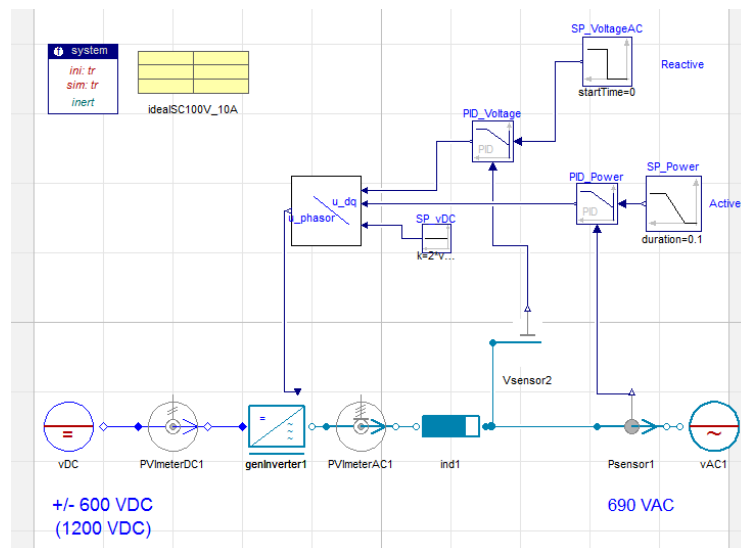 SP_VoltageAC
system
ini: tr
sim: tr
inert
idealSC100V_10A
Reactive
startTime=0
PID_Voltage
PID
PID_Power
PID
SP_Power
Active
duration=0.1
u_dq
u_phasor
SP_vDC
k=2*v...
Vsensor2
=
~
vDC
PVImeterDC1
genInverter1
PVImeterAC1
ind1
Psensor1
vAC1
+/- 600 VDC
(1200 VDC)
690 VAC